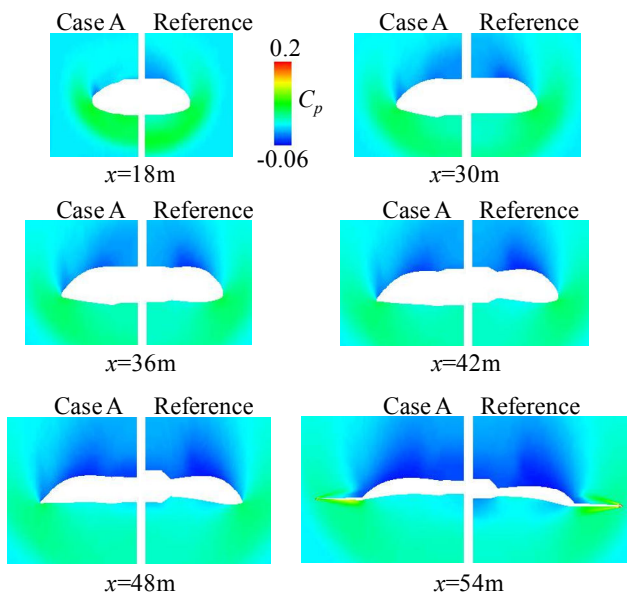 Case A Reference
Case A Reference
0.2
C_p
-0.06
x=18m
x=30m
Case A Reference
Case A Reference
x=36m
x=42m
Case A Reference
Case A Reference
x=48m
x=54m